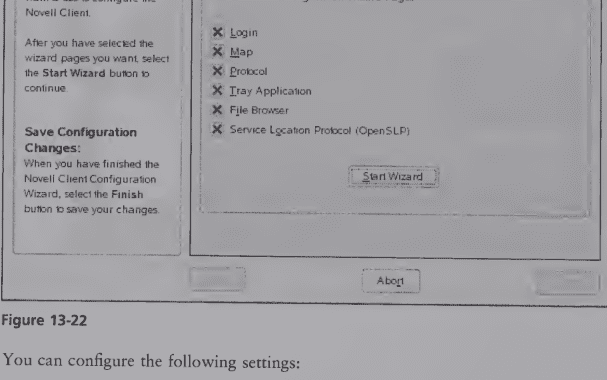 Novell Client.
After you have selected the
wizard pages you want, select
the Start Wizard button to
continue.
Save Configuration
Changes:
When you have finished the
Novell Client Configuration
Wizard, select the Finish
button to save your changes.
Login
Map
Protocol
Tray Application
File Browser
Service Location Protocol (OpenSLP)
Start Wizard
Abort
Figure 13-22
You can configure the following settings: